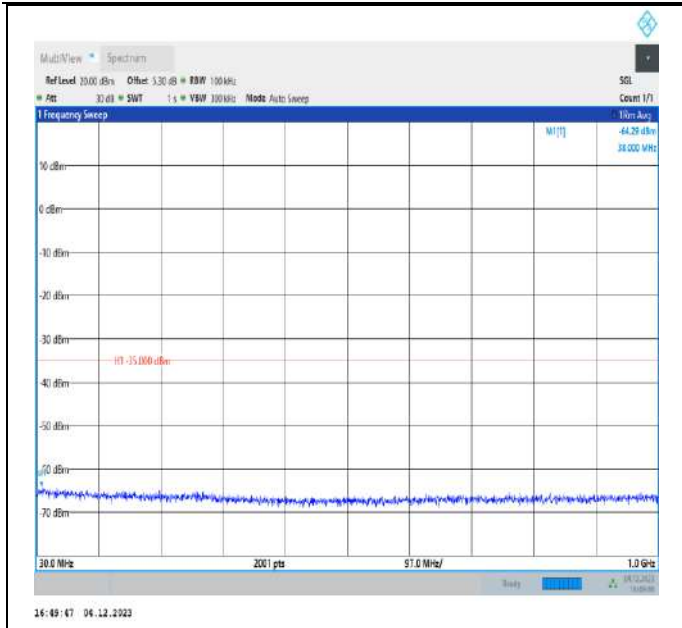 MultiView Spectrum
Ref Level 20.00 dBm Offset 5.30 dB RBW 100 kHz SGL
Att 30 dB SWT 1 s VBW 300 kHz Mode Auto Sweep Count 1/1
1 Frequency Sweep 1Rm Avg
M1[1] -64.29 dBm
10 dBm
0 dBm
-10 dBm
-20 dBm
-30 dBm
H1 -35.000 dBm
-40 dBm
-50 dBm
-60 dBm
-70 dBm
30.0 MHz 2001 pts 97.0 MHz/ 1.0 GHz
Ready
16:49:47 04.12.2023